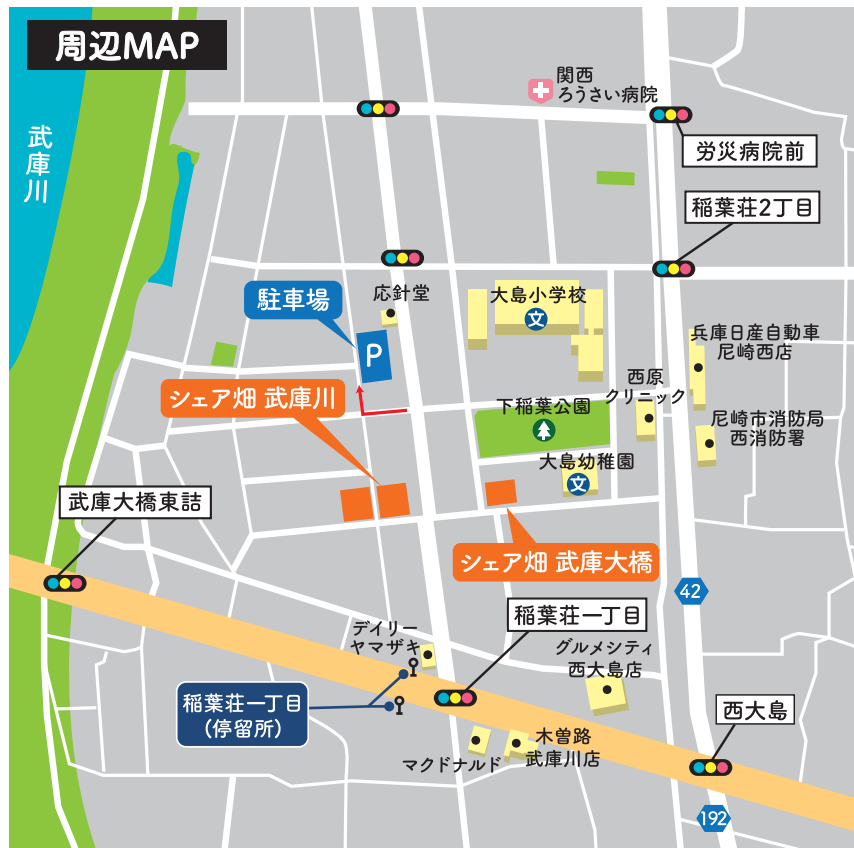 周辺MAP
武庫川
関西
ろうさい病院
労災病院前
稲葉荘2丁目
駐車場
応針堂
大島小学校
文
P
兵庫日産自動車
尼崎西店
シェア畑 武庫川
西原
クリニック
下稲葉公園
尼崎市消防局
西消防署
大島幼稚園
文
武庫大橋東詰
シェア畑 武庫大橋
42
稲葉荘一丁目
デイリー
ヤマザキ
グルメシティ
西大島店
稲葉荘一丁目
(停留所)
西大島
木曽路
武庫川店
マクドナルド
192